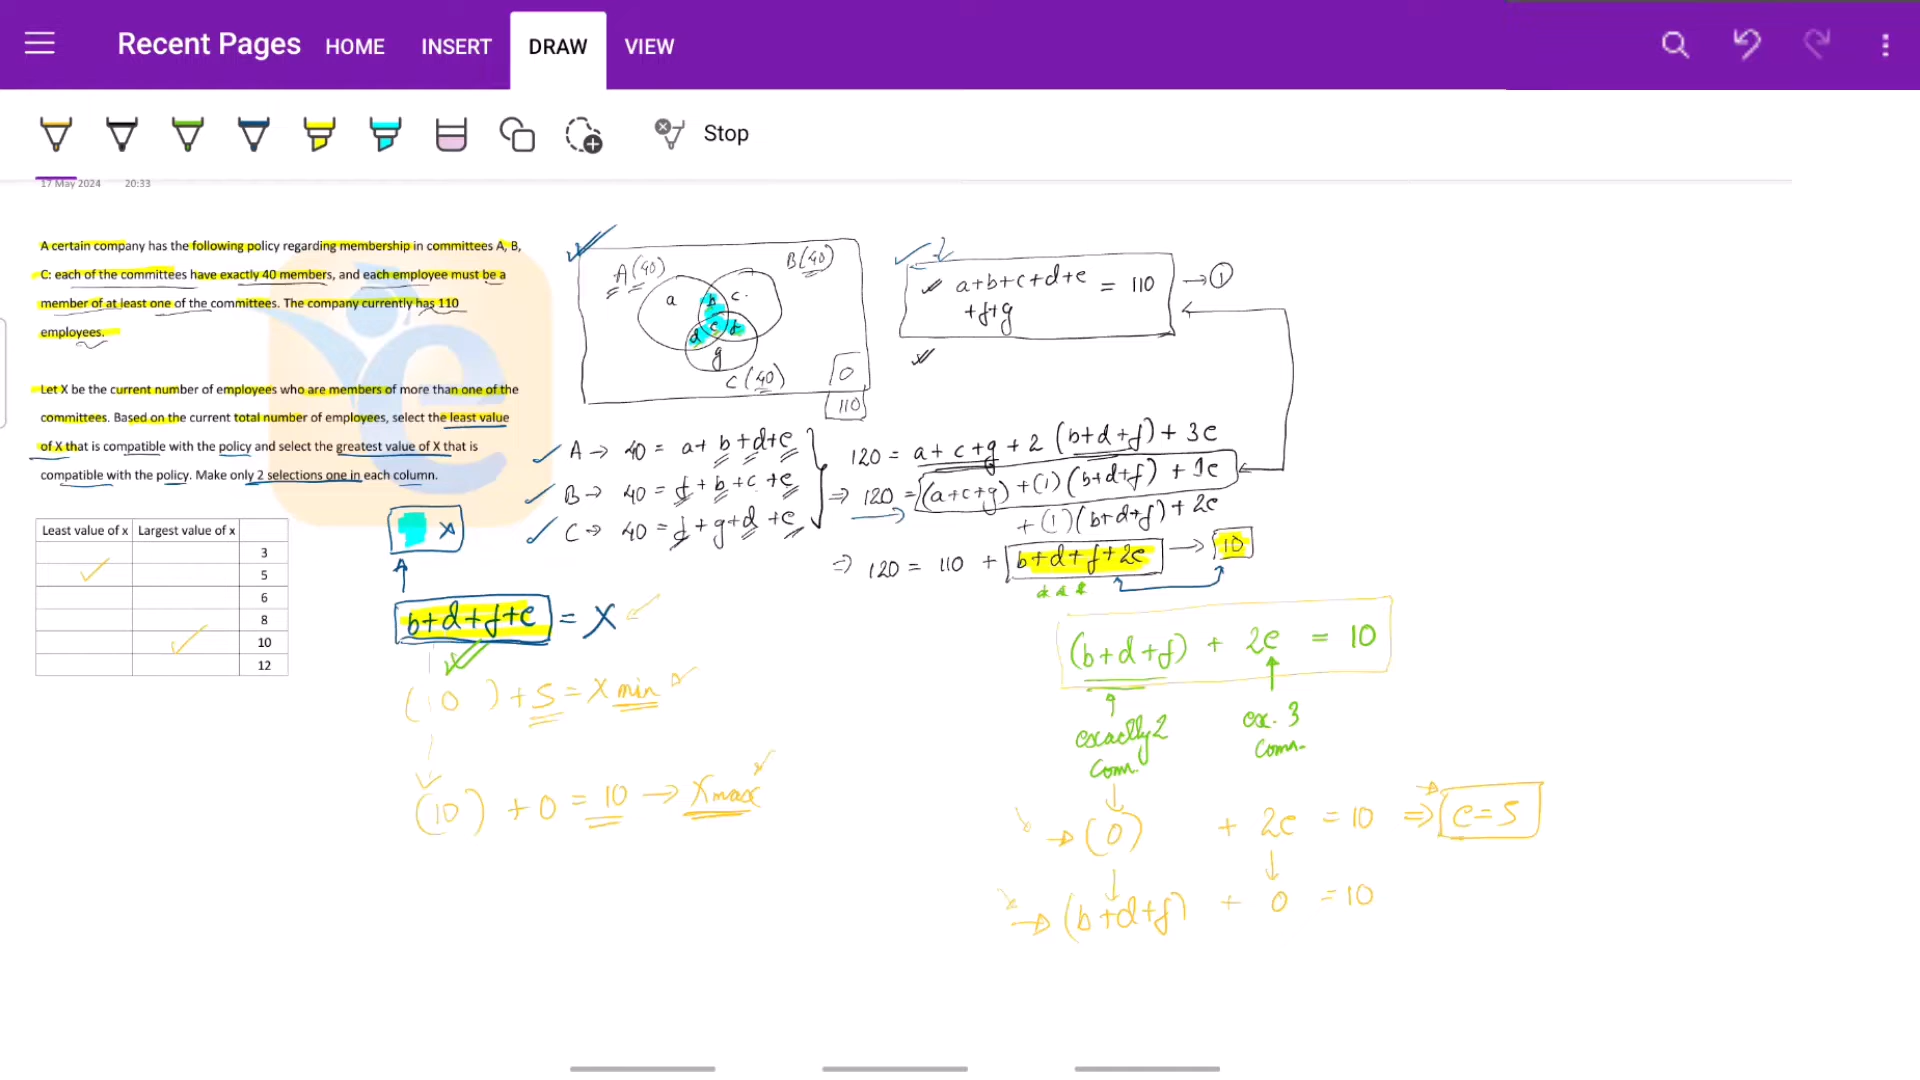 Recent Pages HOME INSERT DRAW VIEW
Stop
17 May 2024 20:33
A certain company has the following policy regarding membership in committees A, B,
C: each of the committees have exactly 40 members, and each employee must be a
member of at least one of the committees. The company currently has 110
employees.
Let X be the current number of employees who are members of more than one of the
committees. Based on the current total number of employees, select the least value
of X that is compatible with the policy and select the greatest value of X that is
compatible with the policy. Make only 2 selections one in each column.
Least value of x Largest value of x
3
5
6
8
10
12
A (40) B (40)
a b c
d e f
g
C (40) 0
110
a+b+c+d+e = 110 → ①
+f+g
A → 40 = a+ b+d+e
B → 40 = f+b+c+e
C → 40 = f+g+d+e
120 = a+c+g + 2 (b+d+f) + 3e
⇒ 120 = (a+c+g) + (1) (b+d+f) + 1e
+ (1) (b+d+f) + 2e
⇒ 120 = 110 + b+d+f+2e → 10
x
b+d+f+e = X
(0) + 5 = X min
(10) + 0 = 10 → Xmax
(b+d+f) + 2e = 10
exactly 2
Com.
ex. 3
Com.
→ (0) + 2e = 10 ⇒ e=5
→ (b+d+f) + 0 = 10